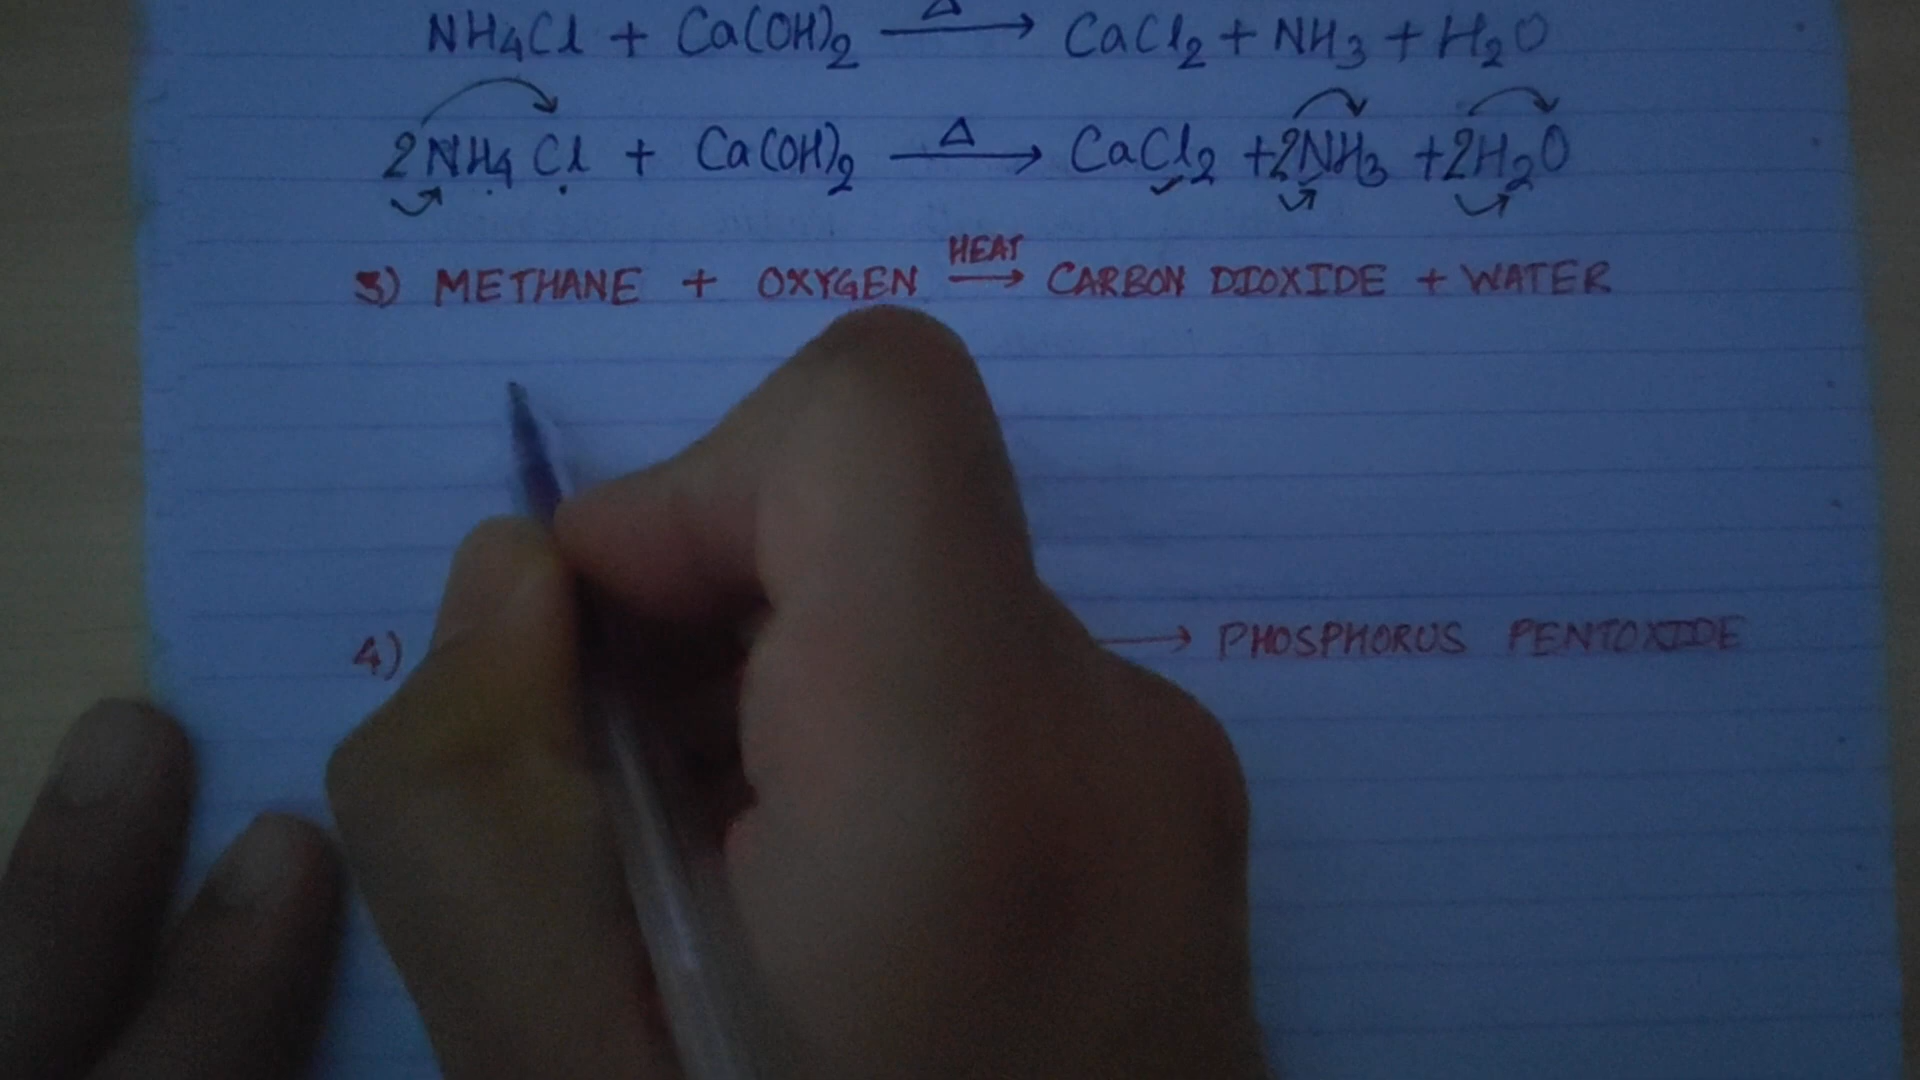 NH4Cl + Ca(OH)2 Δ→ CaCl2 + NH3 + H2O
2NH4Cl + Ca(OH)2 Δ→ CaCl2 +2NH3 +2H2O
3) METHANE + OXYGEN HEAT→ CARBON DIOXIDE + WATER
4) → PHOSPHORUS PENTOXIDE